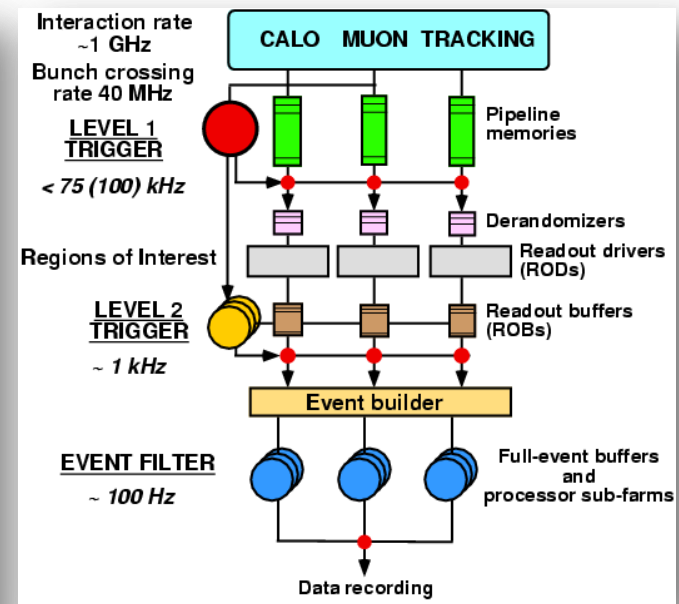 Interaction rate
~1 GHz
CALO MUON TRACKING
Bunch crossing
rate 40 MHz
Pipeline
memories
LEVEL 1
TRIGGER
< 75 (100) kHz
Derandomizers
Regions of Interest
Readout drivers
(RODs)
LEVEL 2
TRIGGER
Readout buffers
(ROBs)
~ 1 kHz
Event builder
EVENT FILTER
~ 100 Hz
Full-event buffers
and
processor sub-farms
Data recording